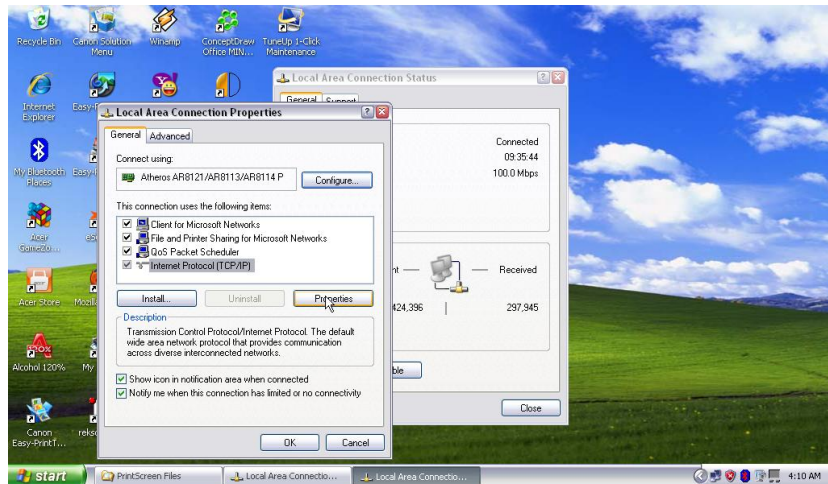 Recycle Bin
Canon Solution Menu
Winamp
ConceptDraw Office MIN...
TuneUp 1-Click Maintenance
Internet Explorer
My Bluetooth Places
Acer GameZo...
Acer Store
Alcohol 120%
My
Canon Easy-PrintT...
Local Area Connection Status
General
Support
Connected
09:35:44
100.0 Mbps
Received
424,396
297,945
Close
Local Area Connection Properties
General
Advanced
Connect using:
Atheros AR8121/AR8113/AR8114 P
Configure...
This connection uses the following items:
Client for Microsoft Networks
File and Printer Sharing for Microsoft Networks
QoS Packet Scheduler
Internet Protocol (TCP/IP)
Install...
Uninstall
Properties
Description
Transmission Control Protocol/Internet Protocol. The default
wide area network protocol that provides communication
across diverse interconnected networks.
Show icon in notification area when connected
Notify me when this connection has limited or no connectivity
OK
Cancel
start
PrintScreen Files
Local Area Connectio...
Local Area Connectio...
4:10 AM